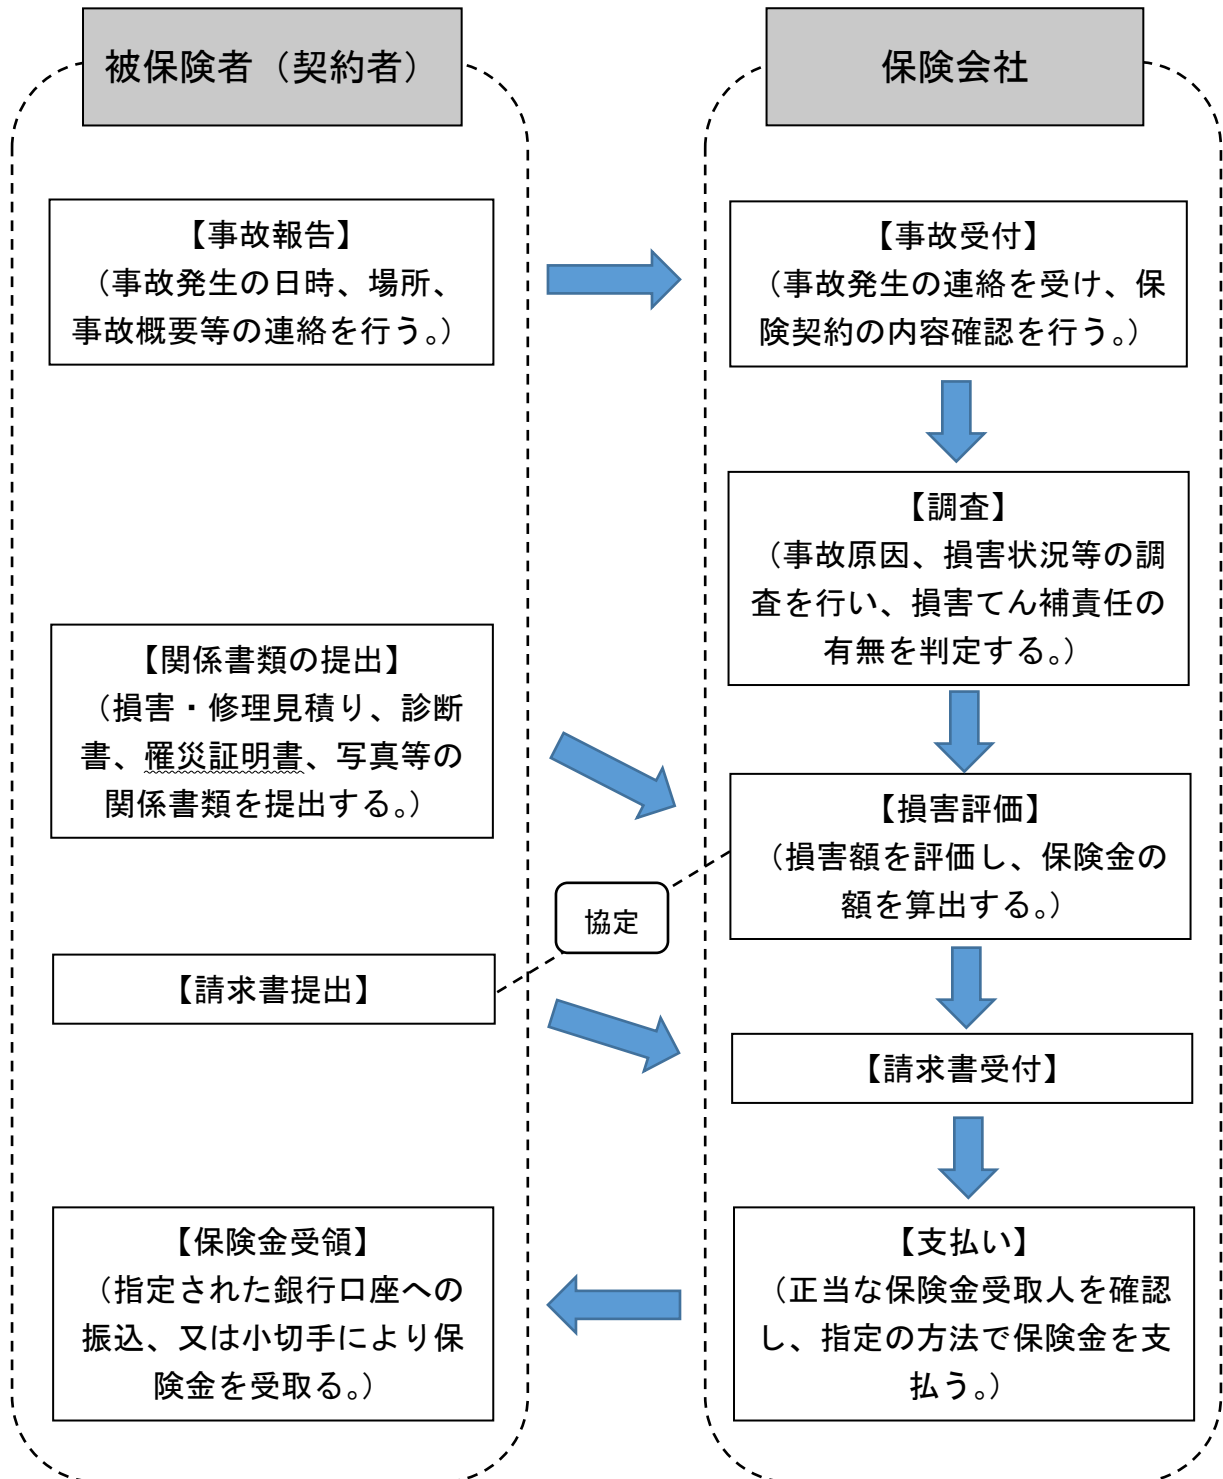 被保険者（契約者）
保険会社
【事故報告】
（事故発生の日時、場所、
事故概要等の連絡を行う。）
【事故受付】
（事故発生の連絡を受け、保
険契約の内容確認を行う。）
【調査】
（事故原因、損害状況等の調
査を行い、損害てん補責任の
有無を判定する。）
【関係書類の提出】
（損害・修理見積り、診断
書、罹災証明書、写真等の
関係書類を提出する。）
【損害評価】
（損害額を評価し、保険金の
額を算出する。）
協定
【請求書提出】
【請求書受付】
【保険金受領】
（指定された銀行口座への
振込、又は小切手により保
険金を受取る。）
【支払い】
（正当な保険金受取人を確認
し、指定の方法で保険金を支
払う。）